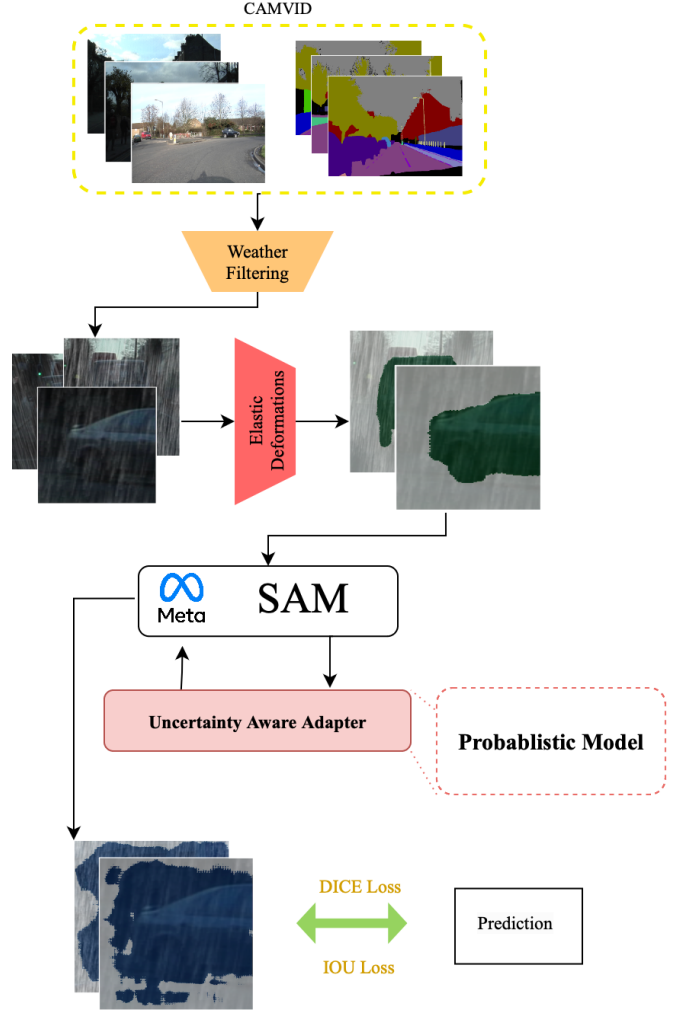 CAMVID
Weather
Filtering
Elastic
Deformations
Meta
SAM
Uncertainty Aware Adapter
Probablistic Model
DICE Loss
IOU Loss
Prediction